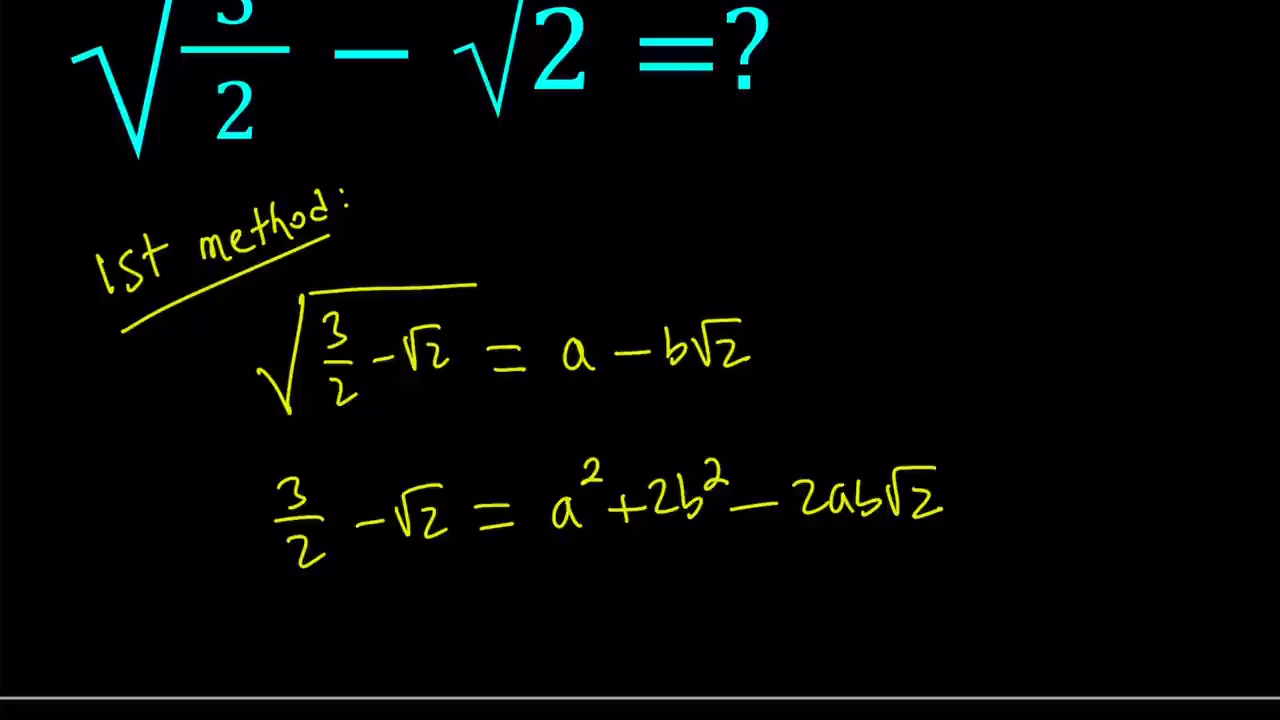 √3/2 − √2 =?
1st method:
√(3/2 − √2) = a − b√2
3/2 − √2 = a² + 2b² − 2ab√2